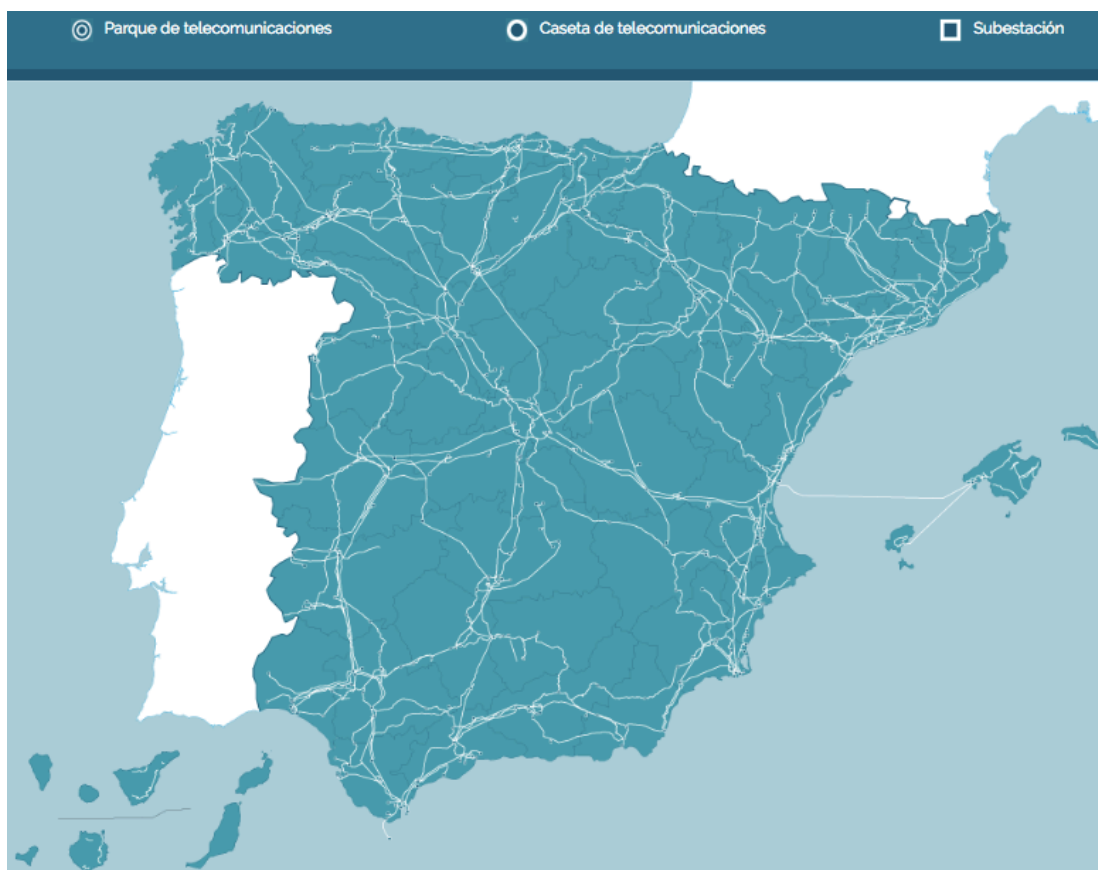 Parque de telecomunicaciones
Caseta de telecomunicaciones
Subestación